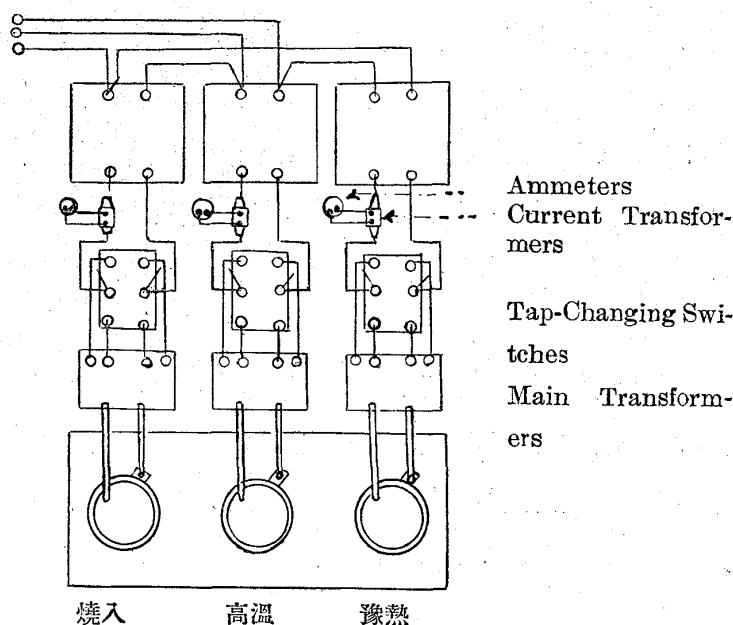 Ammeters
Current Transfor-
mers
Tap-Changing Swi-
tches
Main Transform-
ers
燒入 高溫 豫熱